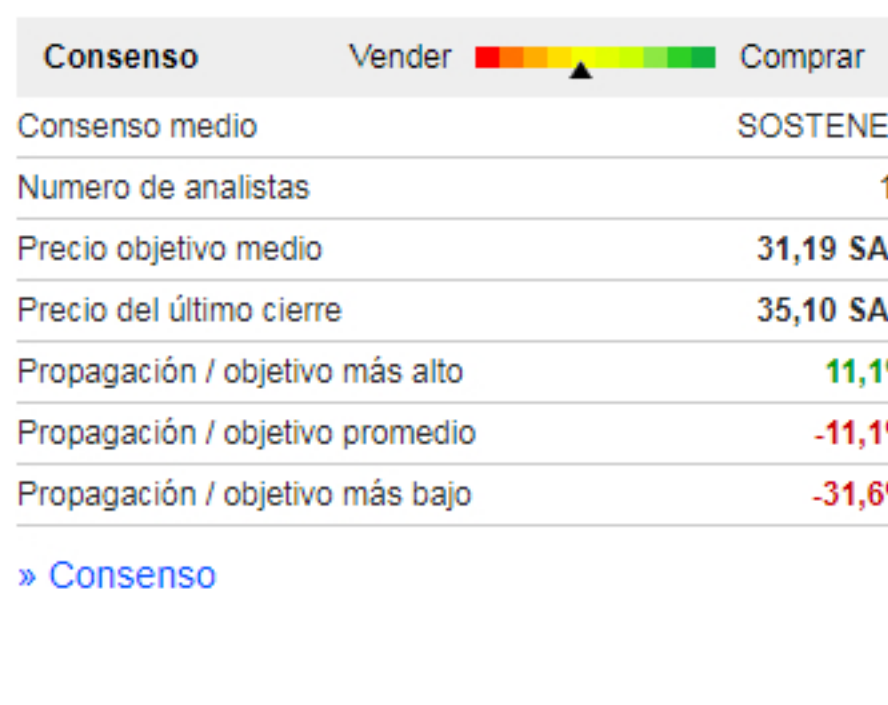 Consenso Vender Comprar
Consenso medio SOSTENE
Numero de analistas 1
Precio objetivo medio 31,19 SA
Precio del último cierre 35,10 SA
Propagación / objetivo más alto 11,1
Propagación / objetivo promedio -11,1
Propagación / objetivo más bajo -31,6
» Consenso